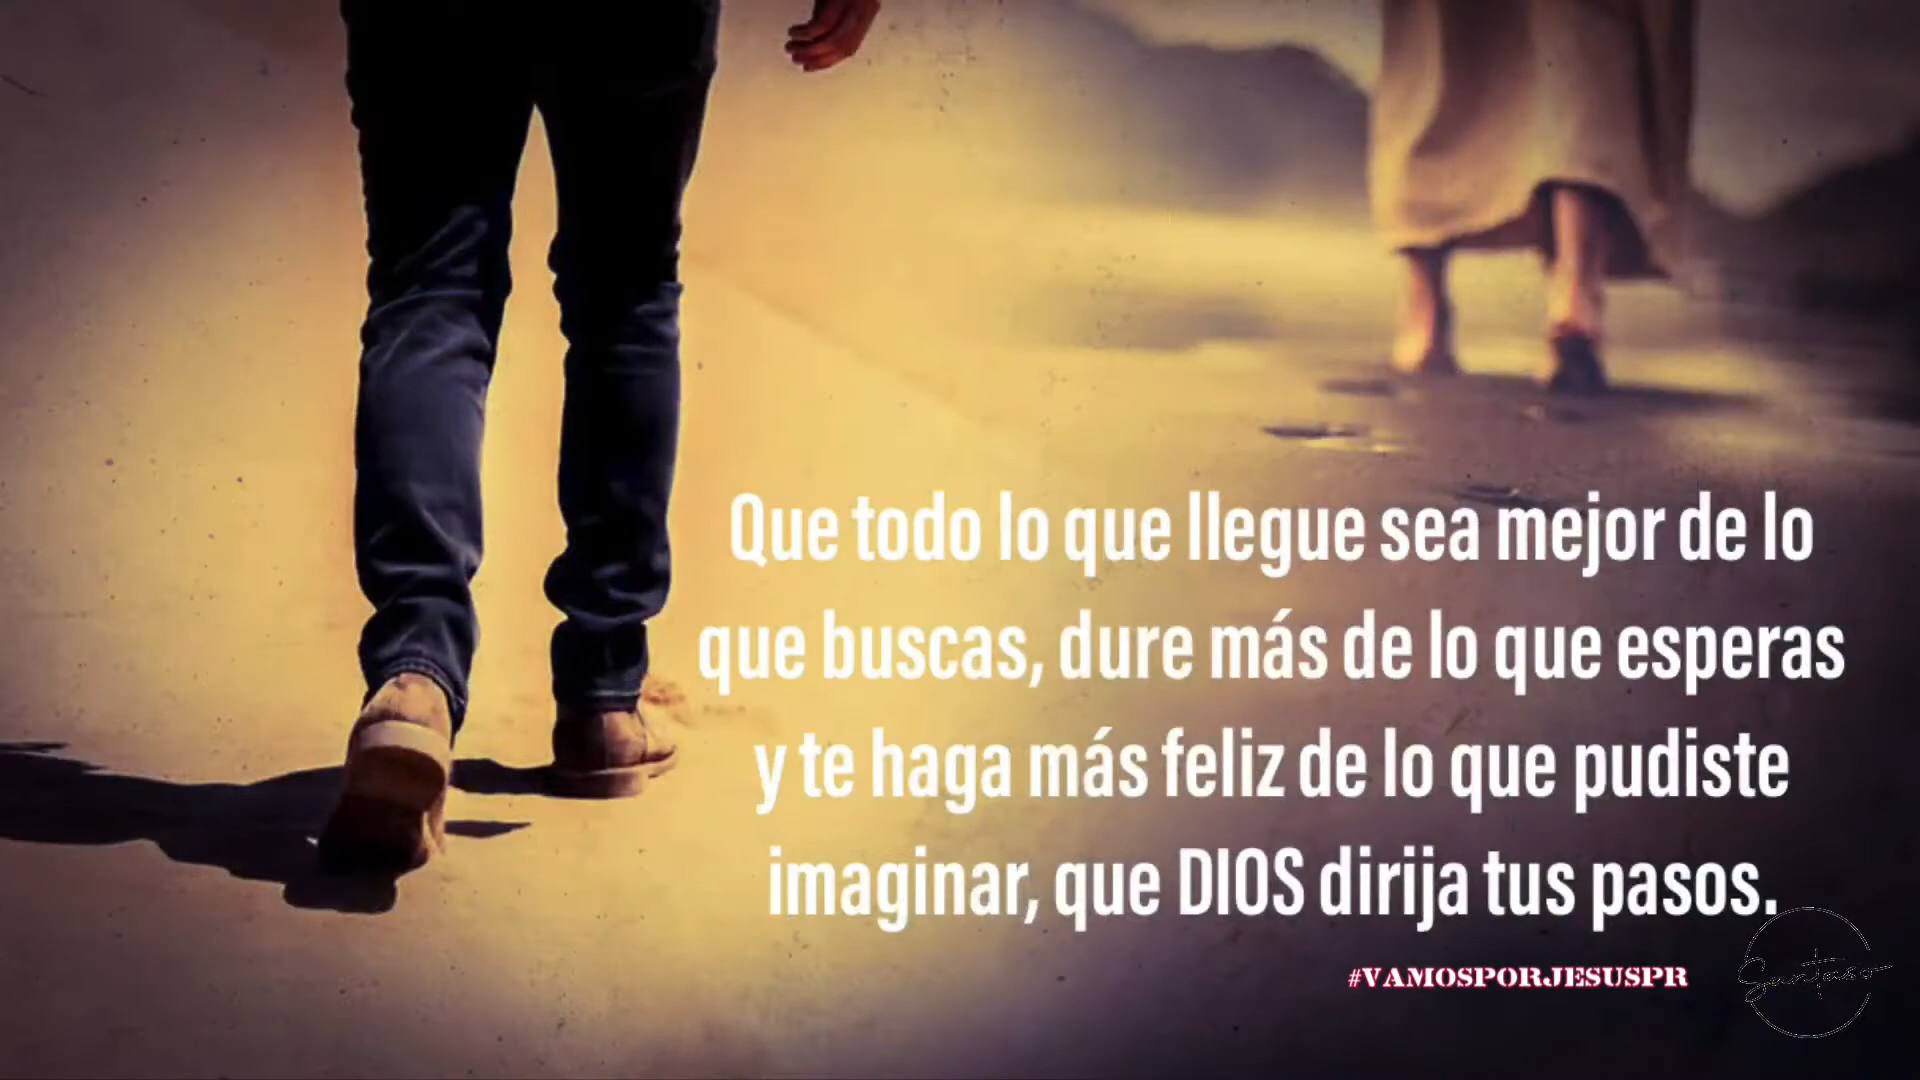 Que todo lo que llegue sea mejor de lo
que buscas, dure más de lo que esperas
y te haga más feliz de lo que pudiste
imaginar, que DIOS dirija tus pasos.
#VAMOSPORJESUSPR